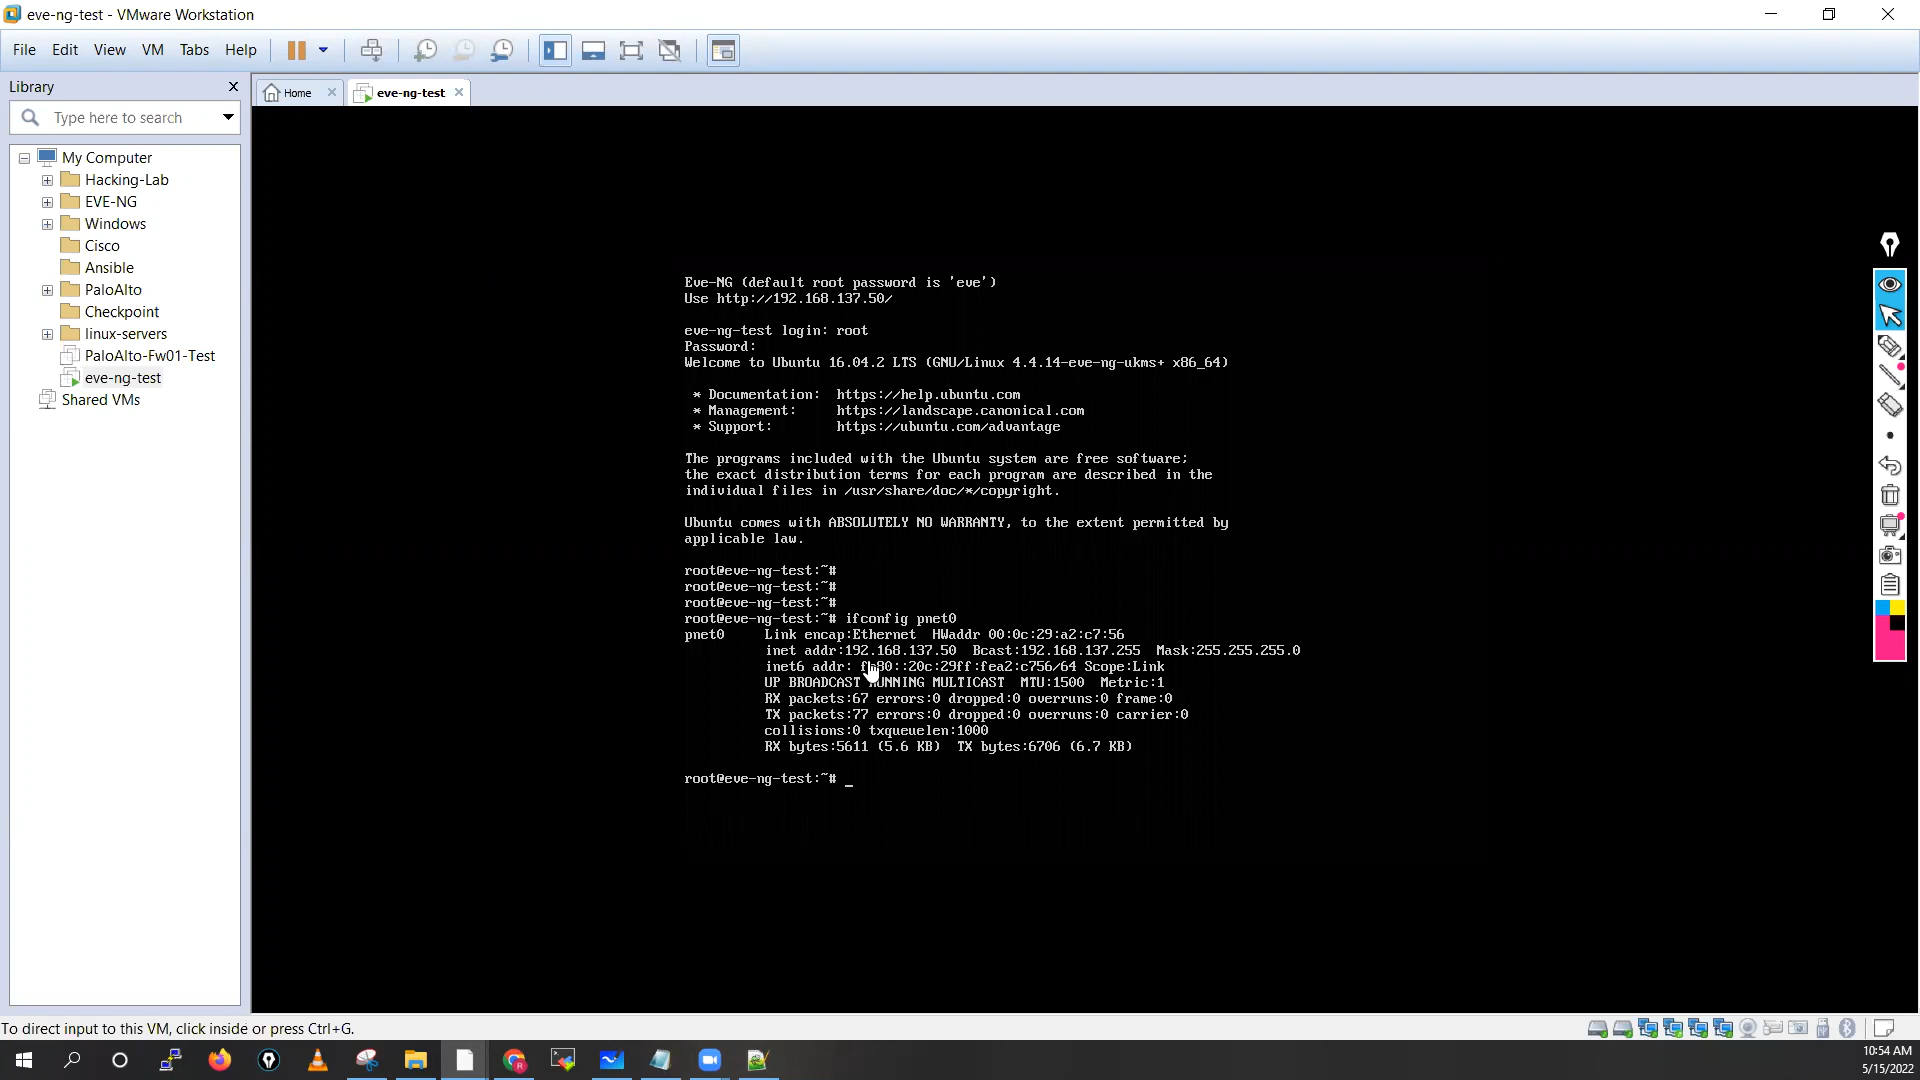 eve-ng-test - VMware Workstation
File Edit View VM Tabs Help
Library
Type here to search
My Computer
Hacking-Lab
EVE-NG
Windows
Cisco
Ansible
PaloAlto
Checkpoint
linux-servers
PaloAlto-Fw01-Test
eve-ng-test
Shared VMs
Home
eve-ng-test
Eve-NG (default root password is 'eve')
Use http://192.168.137.50/
eve-ng-test login: root
Password:
Welcome to Ubuntu 16.04.2 LTS (GNU/Linux 4.4.14-eve-ng-ukms+ x86_64)
* Documentation: https://help.ubuntu.com
* Management: https://landscape.canonical.com
* Support: https://ubuntu.com/advantage
The programs included with the Ubuntu system are free software;
the exact distribution terms for each program are described in the
individual files in /usr/share/doc/*/copyright.
Ubuntu comes with ABSOLUTELY NO WARRANTY, to the extent permitted by
applicable law.
root@eve-ng-test:~#
root@eve-ng-test:~#
root@eve-ng-test:~#
root@eve-ng-test:~# ifconfig pnet0
pnet0 Link encap:Ethernet HWaddr 00:0c:29:a2:c7:56
inet addr:192.168.137.50 Bcast:192.168.137.255 Mask:255.255.255.0
inet6 addr: fe80::20c:29ff:fea2:c756/64 Scope:Link
UP BROADCAST RUNNING MULTICAST MTU:1500 Metric:1
RX packets:67 errors:0 dropped:0 overruns:0 frame:0
TX packets:77 errors:0 dropped:0 overruns:0 carrier:0
collisions:0 txqueuelen:1000
RX bytes:5611 (5.6 KB) TX bytes:6706 (6.7 KB)
root@eve-ng-test:~# _
To direct input to this VM, click inside or press Ctrl+G.
10:54 AM
5/15/2022